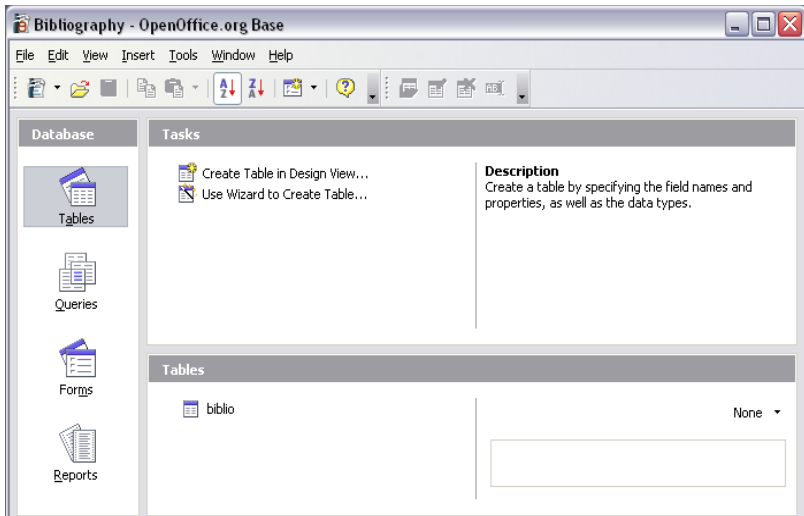 Bibliography - OpenOffice.org Base
File Edit View Insert Tools Window Help
Database
Tables
Queries
Forms
Reports
Tasks
Create Table in Design View...
Use Wizard to Create Table...
Description
Create a table by specifying the field names and
properties, as well as the data types.
Tables
biblio
None